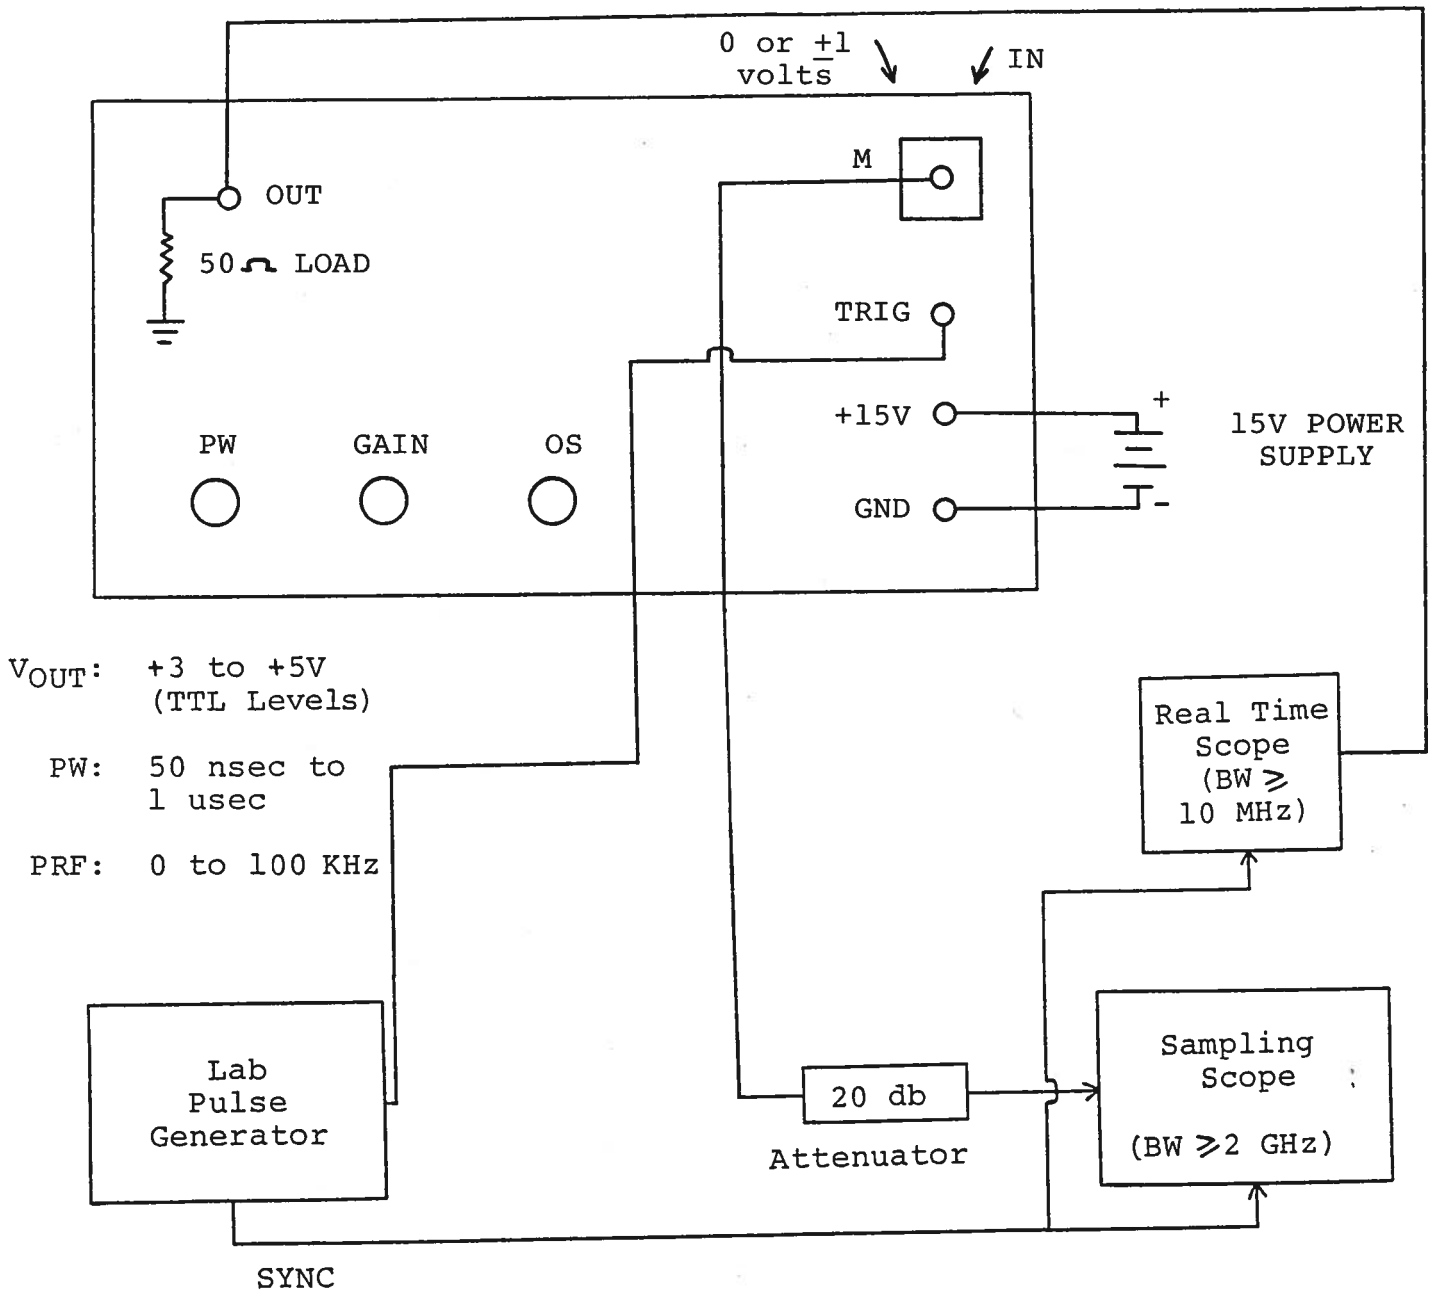 0 or ±1
volts
IN
M
OUT
50 Ω LOAD
TRIG
+15V
GND
+
-
15V POWER
SUPPLY
PW
GAIN
OS
VOUT: +3 to +5V
(TTL Levels)
PW: 50 nsec to
1 usec
PRF: 0 to 100 KHz
Real Time
Scope
(BW ⩾
10 MHz)
Lab
Pulse
Generator
20 db
Attenuator
Sampling
Scope
(BW ⩾2 GHz)
SYNC